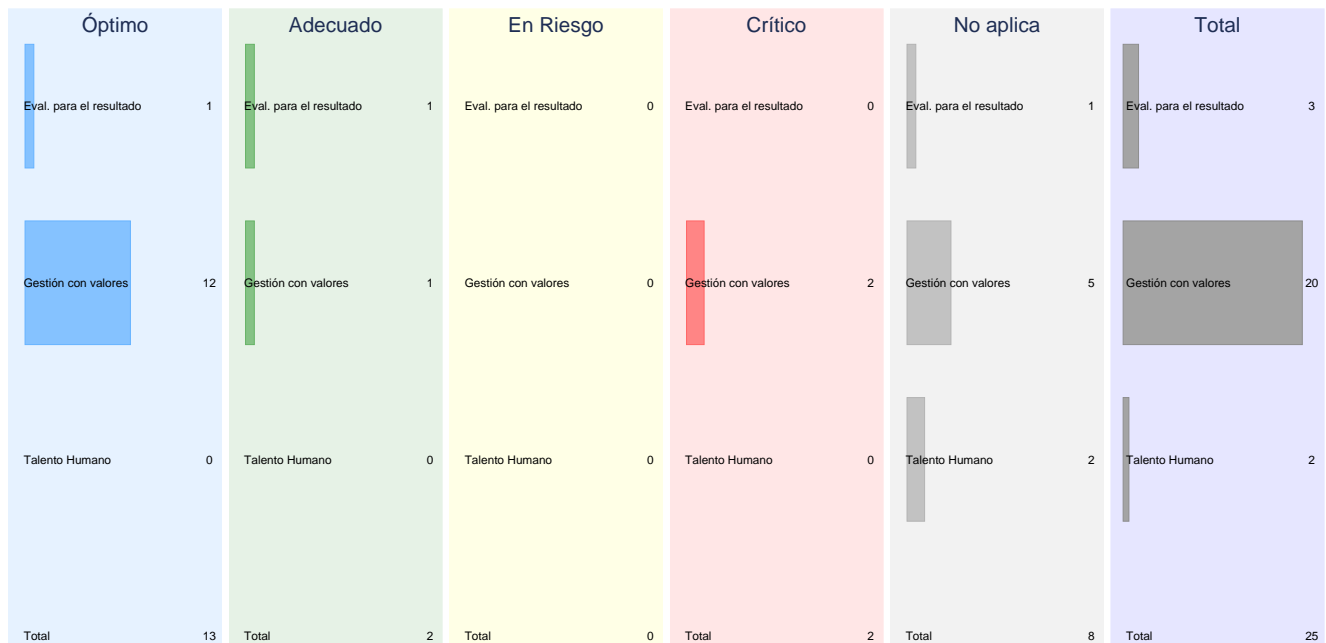 Óptimo Adecuado En Riesgo Crítico No aplica Total
Eval. para el resultado 1 Eval. para el resultado 1 Eval. para el resultado 0 Eval. para el resultado 0 Eval. para el resultado 1 Eval. para el resultado 3
Gestión con valores 12 Gestión con valores 1 Gestión con valores 0 Gestión con valores 2 Gestión con valores 5 Gestión con valores 20
Talento Humano 0 Talento Humano 0 Talento Humano 0 Talento Humano 0 Talento Humano 2 Talento Humano 2
Total 13 Total 2 Total 0 Total 2 Total 8 Total 25